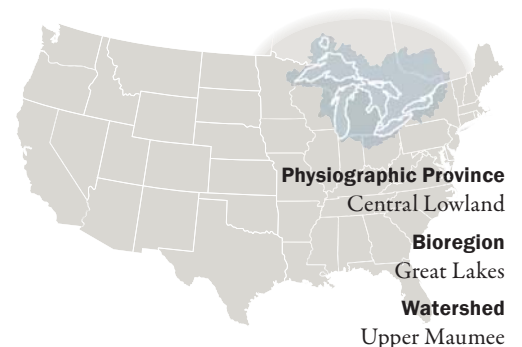 Physiographic Province
Central Lowland
Bioregion
Great Lakes
Watershed
Upper Maumee